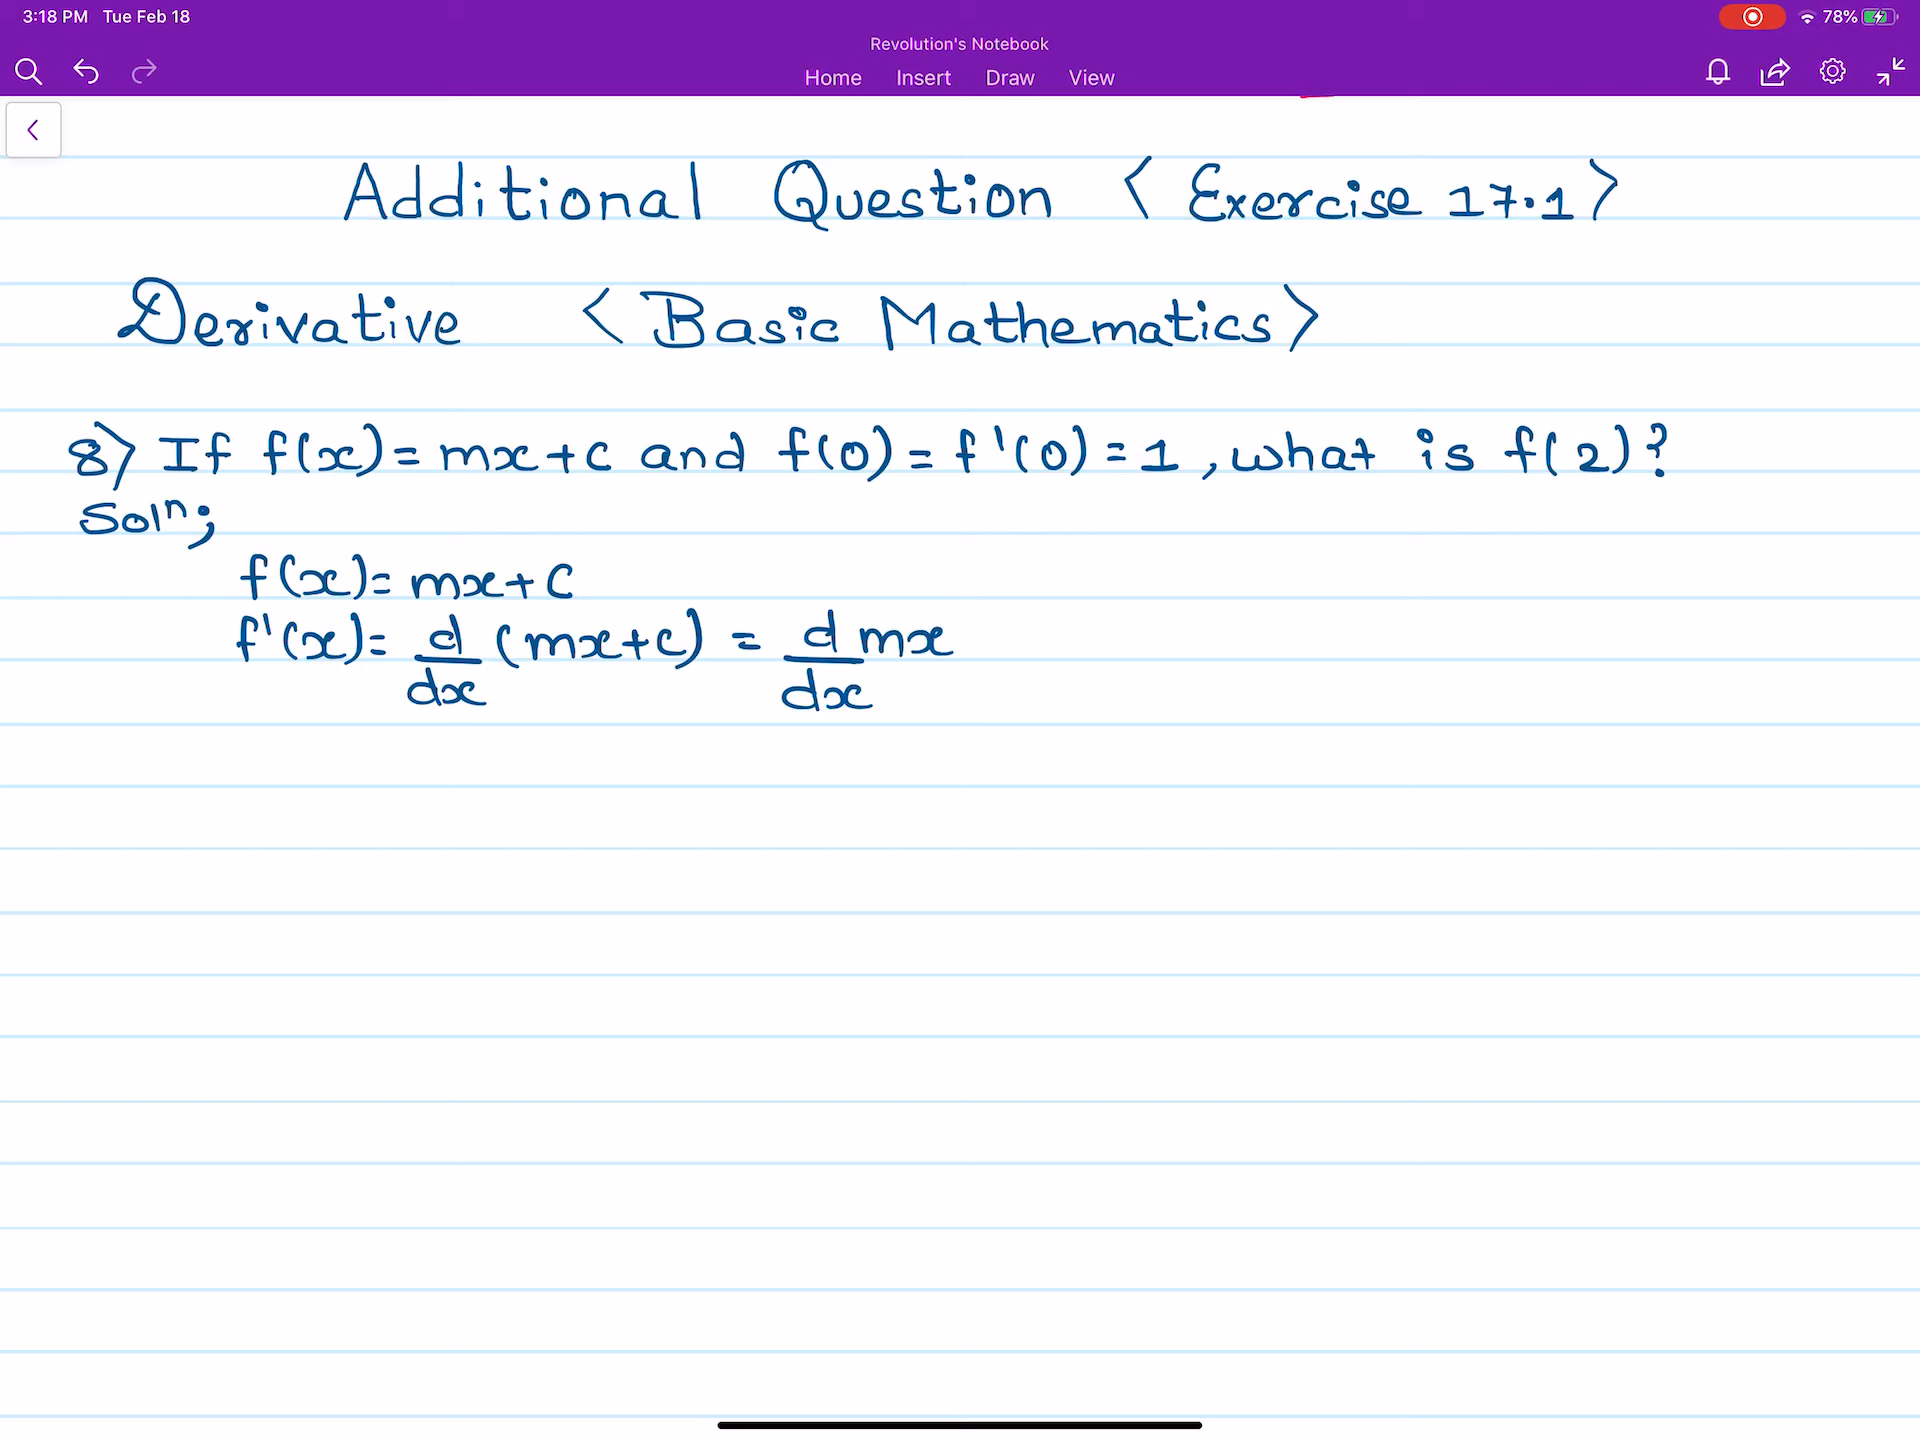 3:18 PM Tue Feb 18 78%
Revolution's Notebook
Home Insert Draw View
Additional Question < Exercise 17.1 >
Derivative < Basic Mathematics >
8) If f(x) = mx + c and f(0) = f'(0) = 1, what is f(2)?
Solⁿ;
f(x) = mx + c
f'(x) = d/dx (mx + c) = d/dx mx